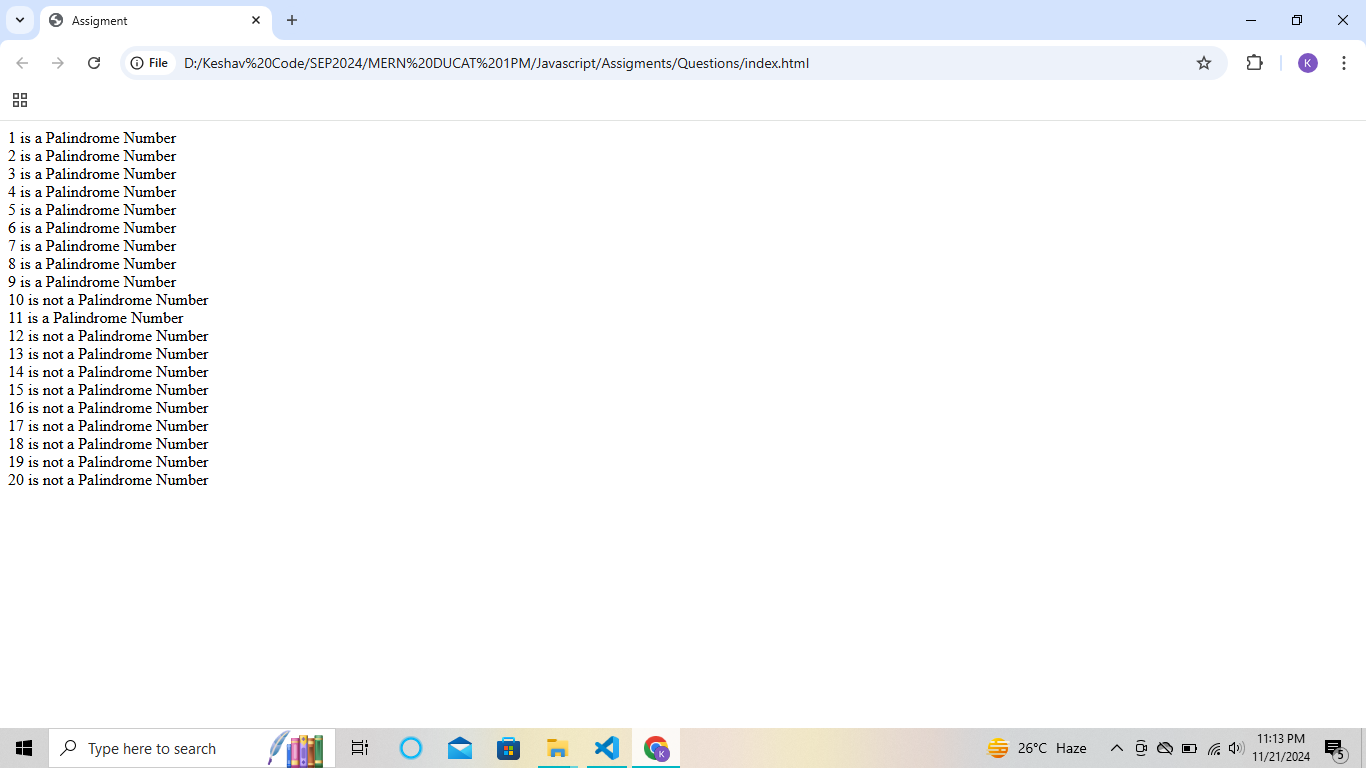 Assigment
File
D:/Keshav%20Code/SEP2024/MERN%20DUCAT%201PM/Javascript/Assigments/Questions/index.html
K
1 is a Palindrome Number
2 is a Palindrome Number
3 is a Palindrome Number
4 is a Palindrome Number
5 is a Palindrome Number
6 is a Palindrome Number
7 is a Palindrome Number
8 is a Palindrome Number
9 is a Palindrome Number
10 is not a Palindrome Number
11 is a Palindrome Number
12 is not a Palindrome Number
13 is not a Palindrome Number
14 is not a Palindrome Number
15 is not a Palindrome Number
16 is not a Palindrome Number
17 is not a Palindrome Number
18 is not a Palindrome Number
19 is not a Palindrome Number
20 is not a Palindrome Number
Type here to search
K
26°C Haze
11:13 PM
11/21/2024
5